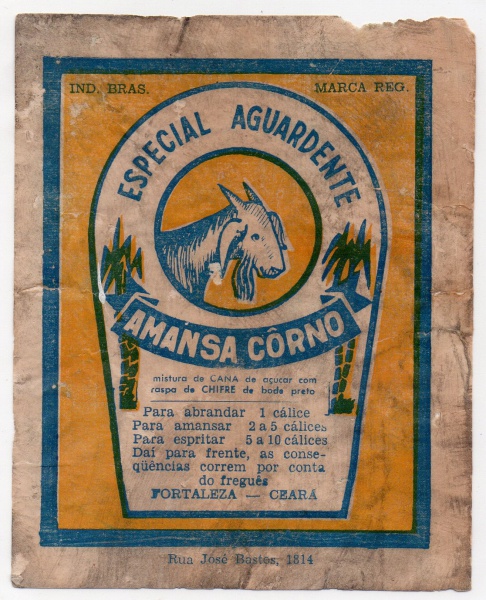 IND. BRAS.
MARCA REG.
ESPECIAL AGUARDENTE
AMANSA CÔRNO
mistura de CANA de açucar com
raspa de CHIFRE de bode preto
Para abrandar 1 cálice
Para amansar 2 a 5 cálices
Para espritar 5 a 10 cálices
Daí para frente, as conse-
qüências correm por conta
do freguês
FORTALEZA — CEARÁ
Rua José Bastos, 1814